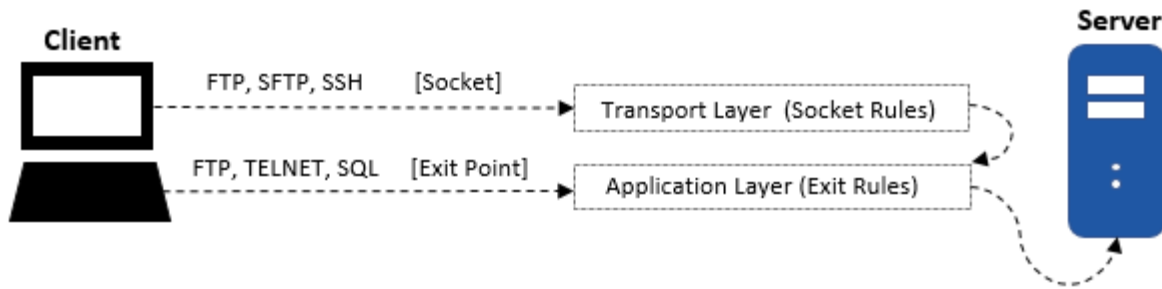 Server
Client
FTP, SFTP, SSH [Socket]
Transport Layer (Socket Rules)
FTP, TELNET, SQL [Exit Point]
Application Layer (Exit Rules)